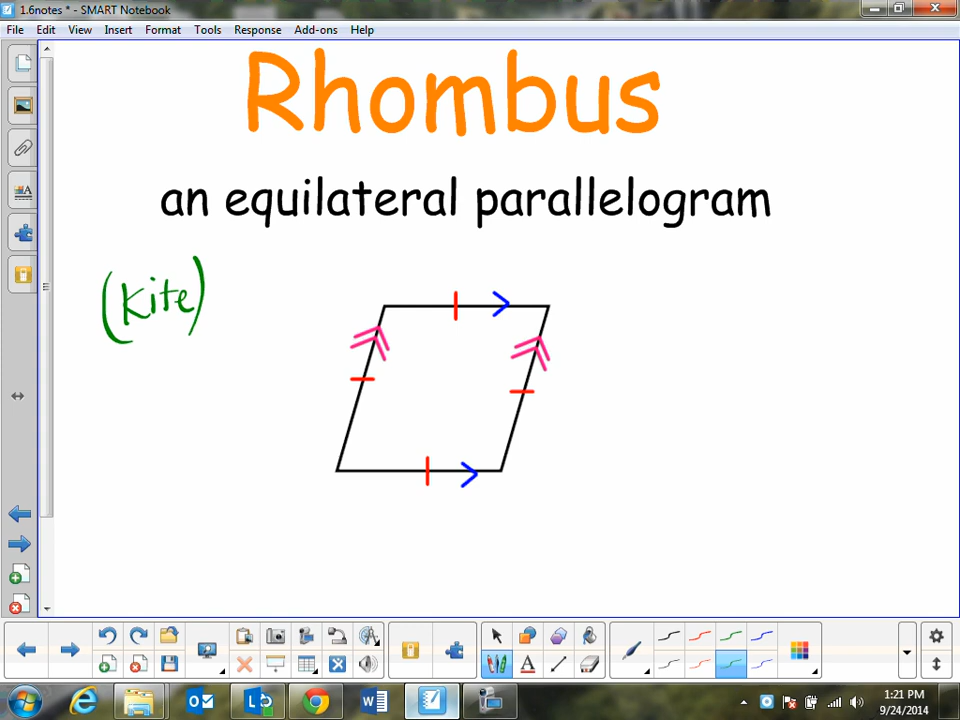 1.6notes * - SMART Notebook
File Edit View Insert Format Tools Response Add-ons Help
Rhombus
an equilateral parallelogram
(kite)
1:21 PM
9/24/2014